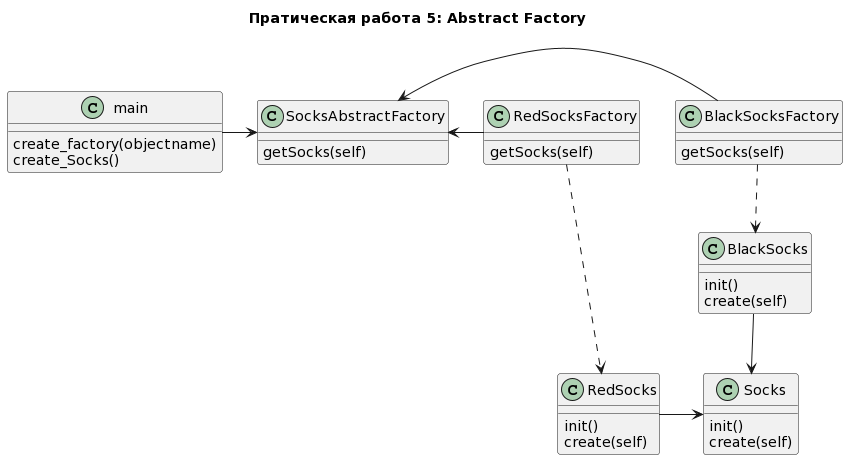 Пратическая работа 5: Abstract Factory
C main
create_factory(objectname)
create_Socks()
C SocksAbstractFactory
getSocks(self)
C RedSocksFactory
getSocks(self)
C BlackSocksFactory
getSocks(self)
C BlackSocks
init()
create(self)
C RedSocks
init()
create(self)
C Socks
init()
create(self)